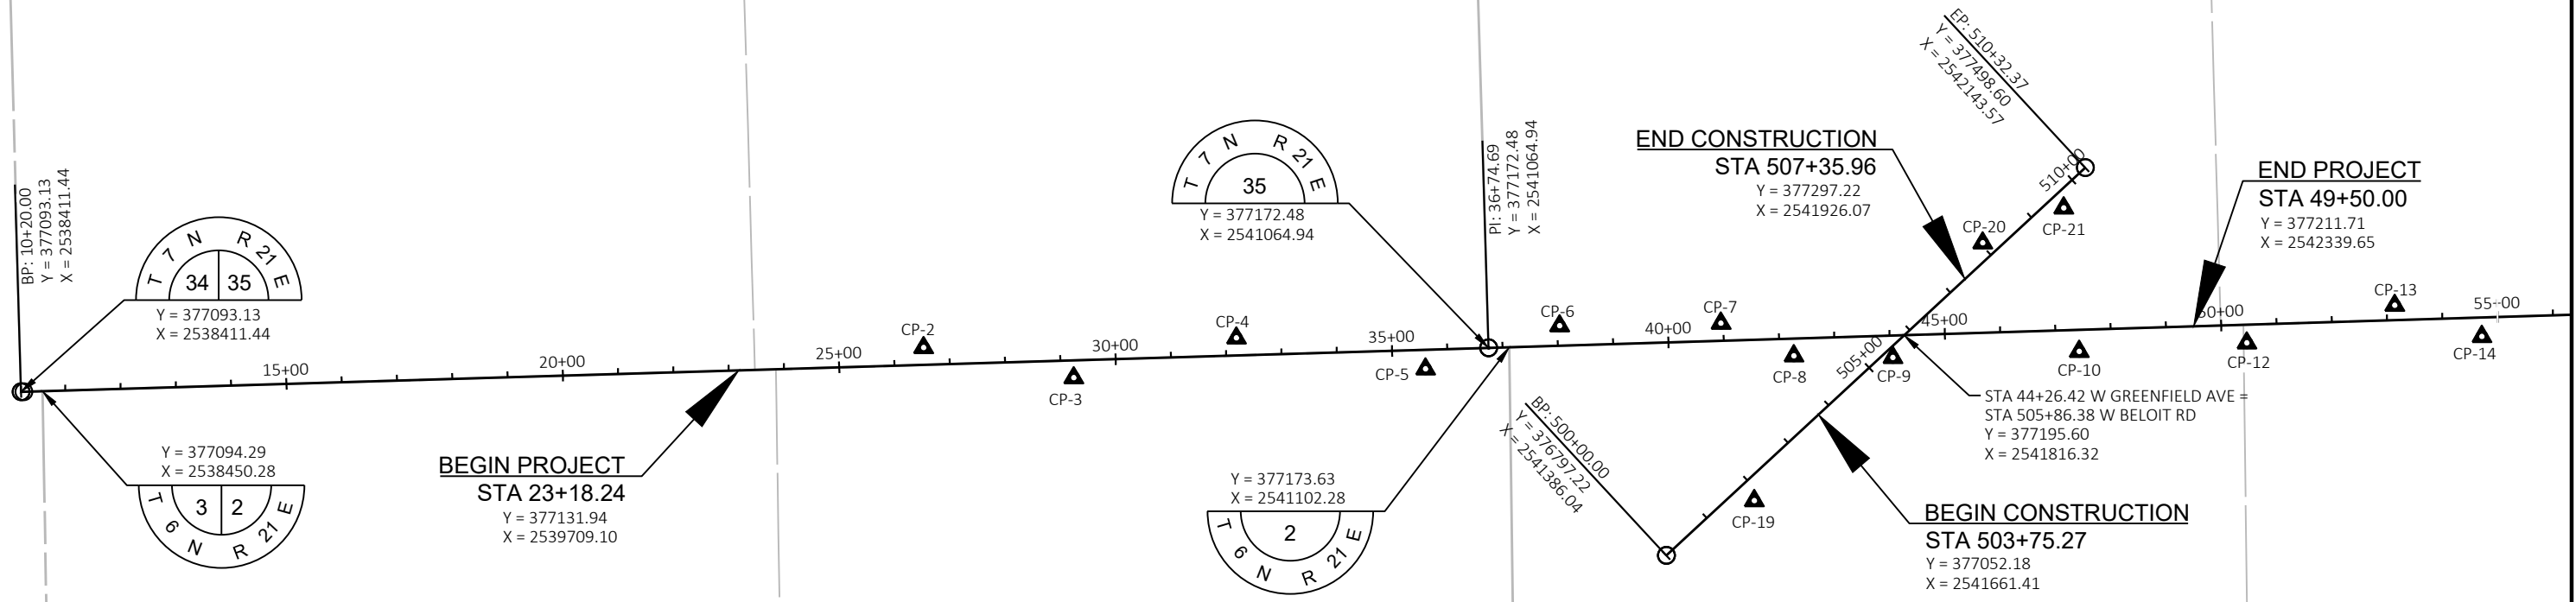 BP: 10+20.00
Y = 377093.13
X = 2538411.44
T 7 N R 21 E
34 35
Y = 377093.13
X = 2538411.44
Y = 377094.29
X = 2538450.28
3 2
T 6 N R 21 E
15+00
20+00
BEGIN PROJECT
STA 23+18.24
Y = 377131.94
X = 2539709.10
25+00
CP-2
CP-3
30+00
CP-4
T 7 N R 21 E
35
Y = 377172.48
X = 2541064.94
35+00
CP-5
PI: 36+74.69
Y = 377172.48
X = 2541064.94
Y = 377173.63
X = 2541102.28
2
T 6 N R 21 E
CP-6
40+00
CP-7
CP-8
BP: 500+00.00
Y = 376797.22
X = 2541386.04
CP-19
505+00
CP-9
45+00
END CONSTRUCTION
STA 507+35.96
Y = 377297.22
X = 2541926.07
EP: 510+32.37
Y = 377498.60
X = 2542143.57
510+00
CP-20
CP-21
STA 44+26.42 W GREENFIELD AVE =
STA 505+86.38 W BELOIT RD
Y = 377195.60
X = 2541816.32
BEGIN CONSTRUCTION
STA 503+75.27
Y = 377052.18
X = 2541661.41
CP-10
END PROJECT
STA 49+50.00
Y = 377211.71
X = 2542339.65
50+00
CP-12
CP-13
55+00
CP-14